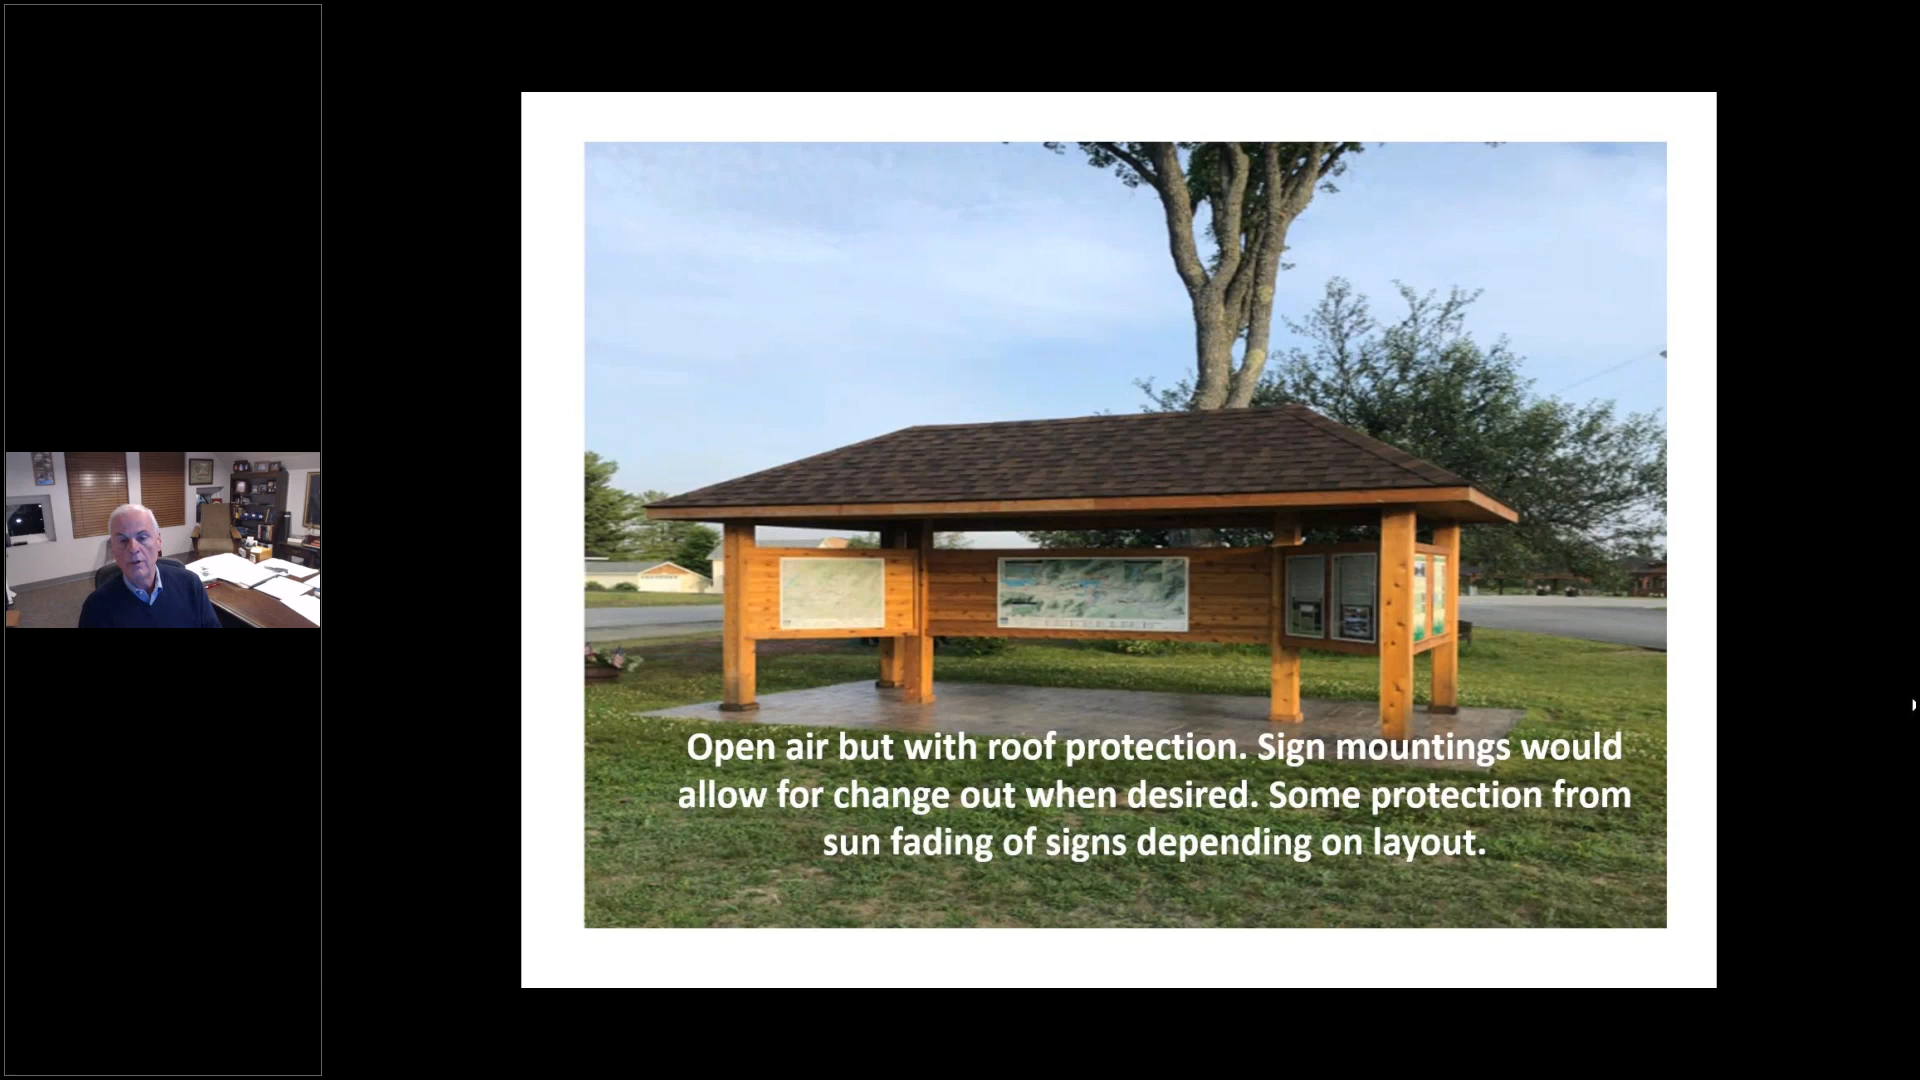 Open air but with roof protection. Sign mountings would
allow for change out when desired. Some protection from
sun fading of signs depending on layout.